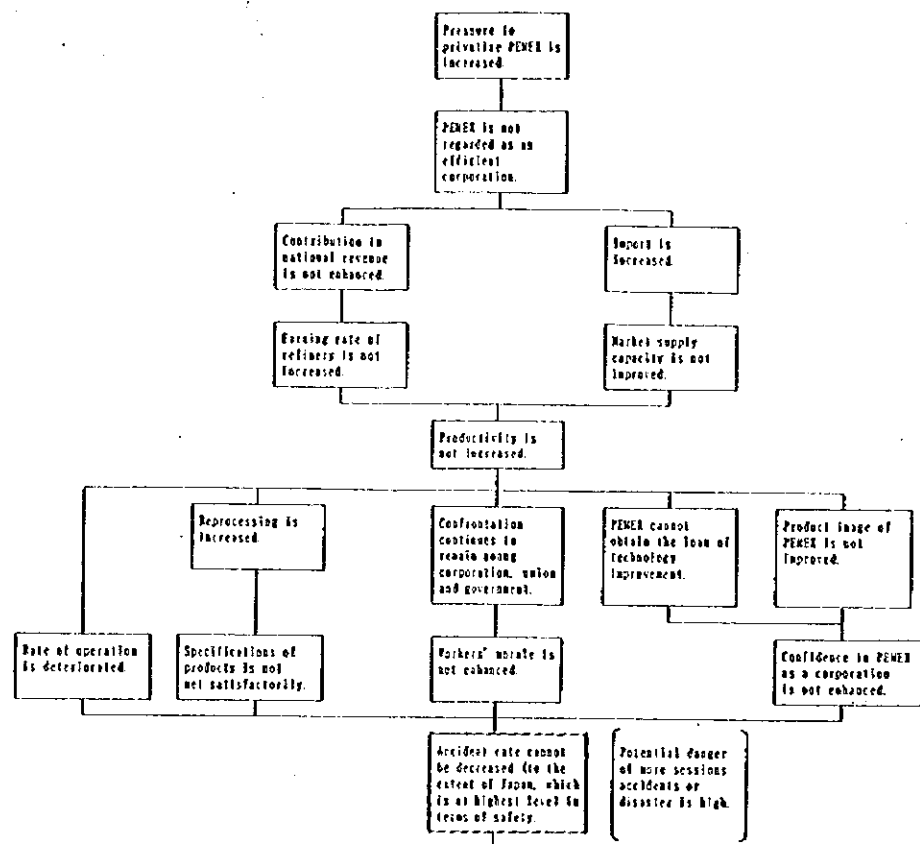 Pressure to
privatize PEMEX is
increased.
PEMEX is not
regarded as an
efficient
corporation.
Contribution to
national revenue
is not enhanced.
Import is
increased.
Earning rate of
refinery is not
increased.
Market supply
capacity is not
improved.
Productivity is
not increased.
Reprocessing is
increased.
Confrontation
continues to
remain among
corporation, union
and government.
PEMEX cannot
obtain the loan of
technology
improvement.
Product image of
PEMEX is not
improved.
Rate of operation
is deteriorated.
Specifications of
products is not
met satisfactorily.
Workers' morale is
not enhanced.
Confidence in PEMEX
as a corporation
is not enhanced.
Accident rate cannot
be decreased (to the
extent of Japan, which
is at highest level in
terms of safety.
Potential danger
of more sessions
accidents or
disaster is high.